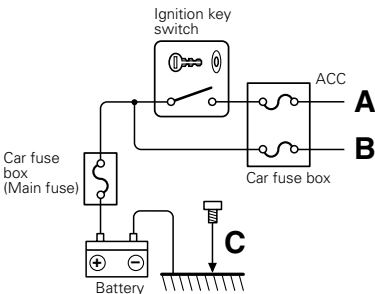 Ignition key
switch
ACC
A
B
Car fuse
box
(Main fuse)
Car fuse box
C
+ −
Battery